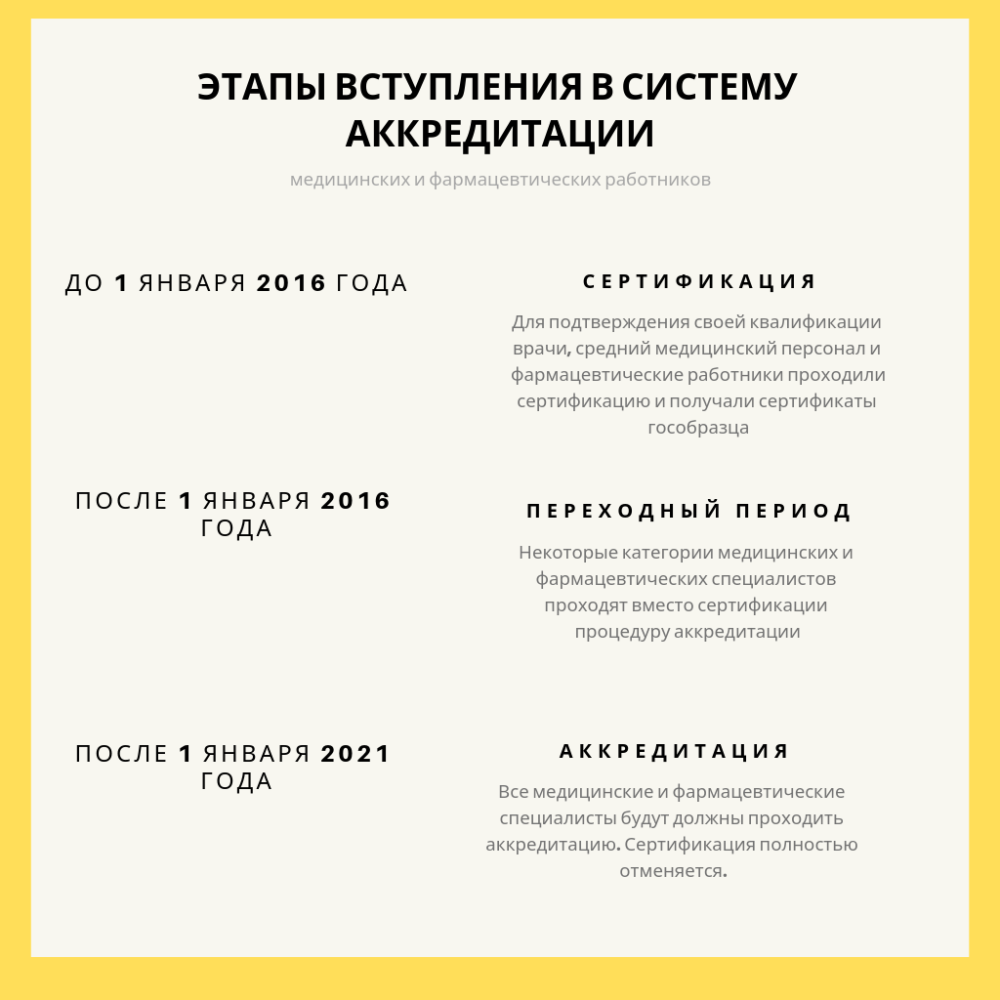 ЭТАПЫ ВСТУПЛЕНИЯ В СИСТЕМУ
АККРЕДИТАЦИИ
медицинских и фармацевтических работников
ДО 1 ЯНВАРЯ 2016 ГОДА
СЕРТИФИКАЦИЯ
Для подтверждения своей квалификации
врачи, средний медицинский персонал и
фармацевтические работники проходили
сертификацию и получали сертификаты
гособразца
ПОСЛЕ 1 ЯНВАРЯ 2016
ГОДА
ПЕРЕХОДНЫЙ ПЕРИОД
Некоторые категории медицинских и
фармацевтических специалистов
проходят вместо сертификации
процедуру аккредитации
ПОСЛЕ 1 ЯНВАРЯ 2021
ГОДА
АККРЕДИТАЦИЯ
Все медицинские и фармацевтические
специалисты будут должны проходить
аккредитацию. Сертификация полностью
отменяется.